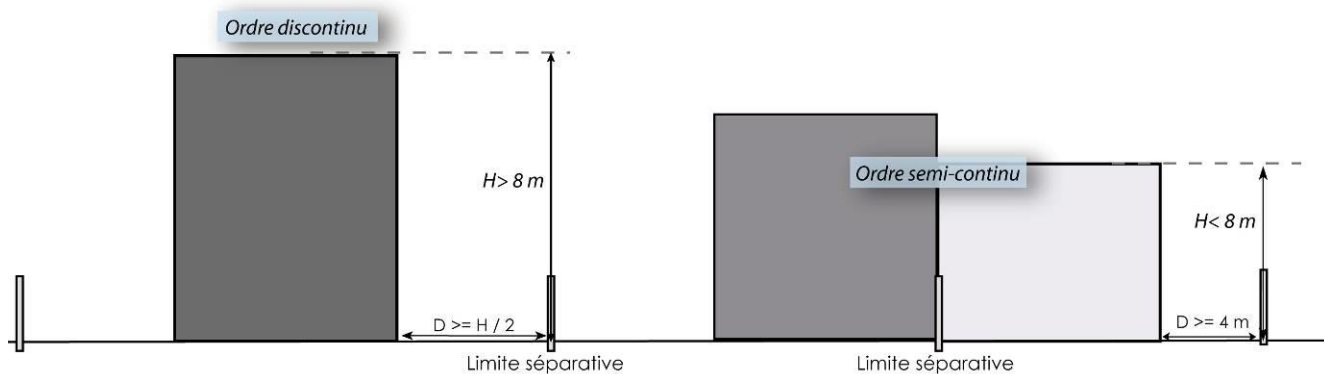 Ordre discontinu
H> 8 m
D >= H / 2
Limite séparative
Ordre semi-continu
H< 8 m
D >= 4 m
Limite séparative